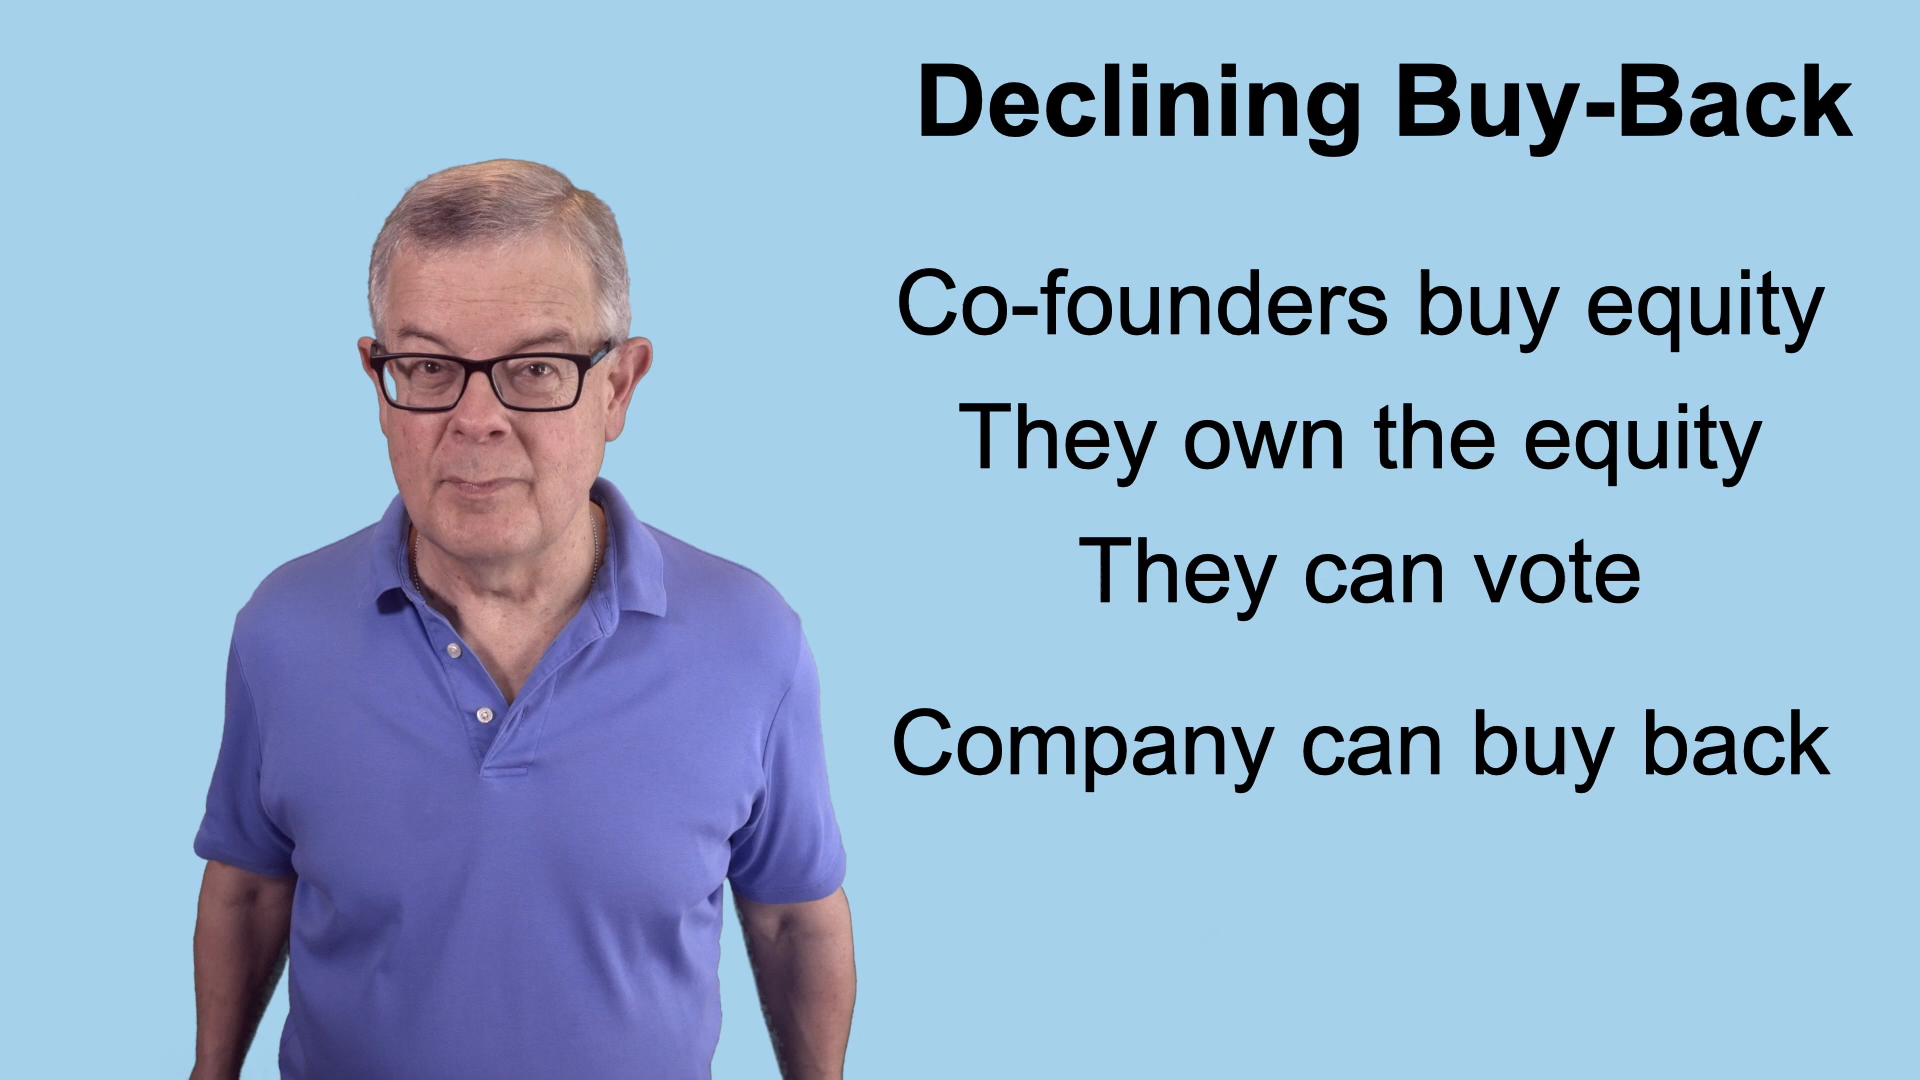 Declining Buy-Back
Co-founders buy equity
They own the equity
They can vote
Company can buy back